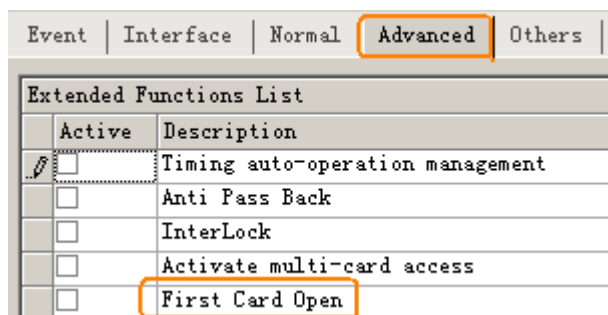 Event Interface Normal Advanced Others
Extended Functions List
Active Description
Timing auto-operation management
Anti Pass Back
InterLock
Activate multi-card access
First Card Open